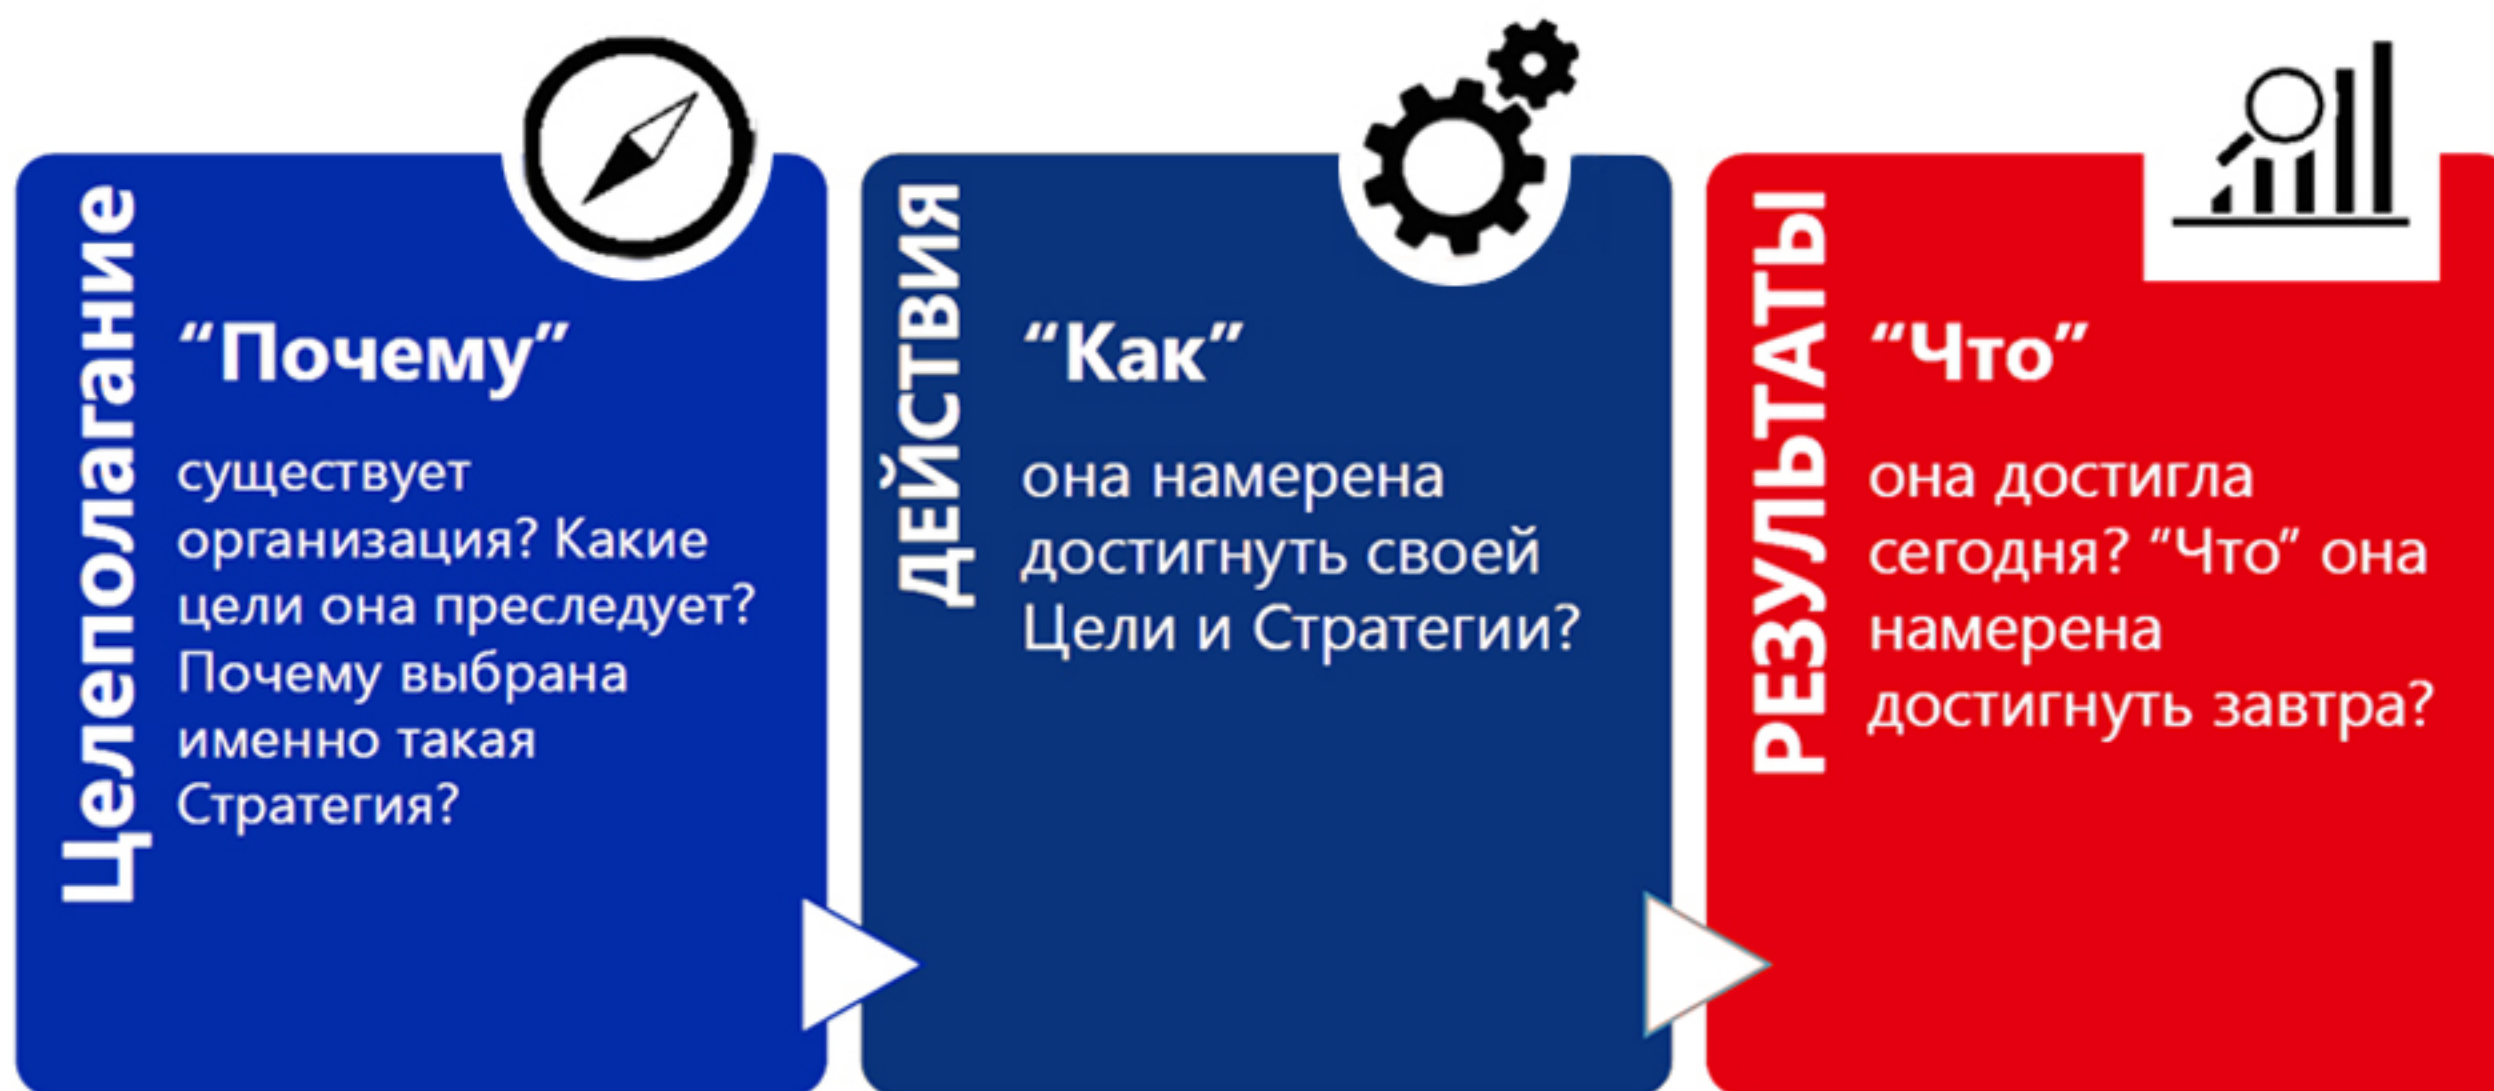 Целеполагание
“Почему”
существует
организация? Какие
цели она преследует?
Почему выбрана
именно такая
Стратегия?
ДЕЙСТВИЯ
“Как”
она намерена
достигнуть своей
Цели и Стратегии?
РЕЗУЛЬТАТЫ
“Что”
она достигла
сегодня? “Что” она
намерена
достигнуть завтра?